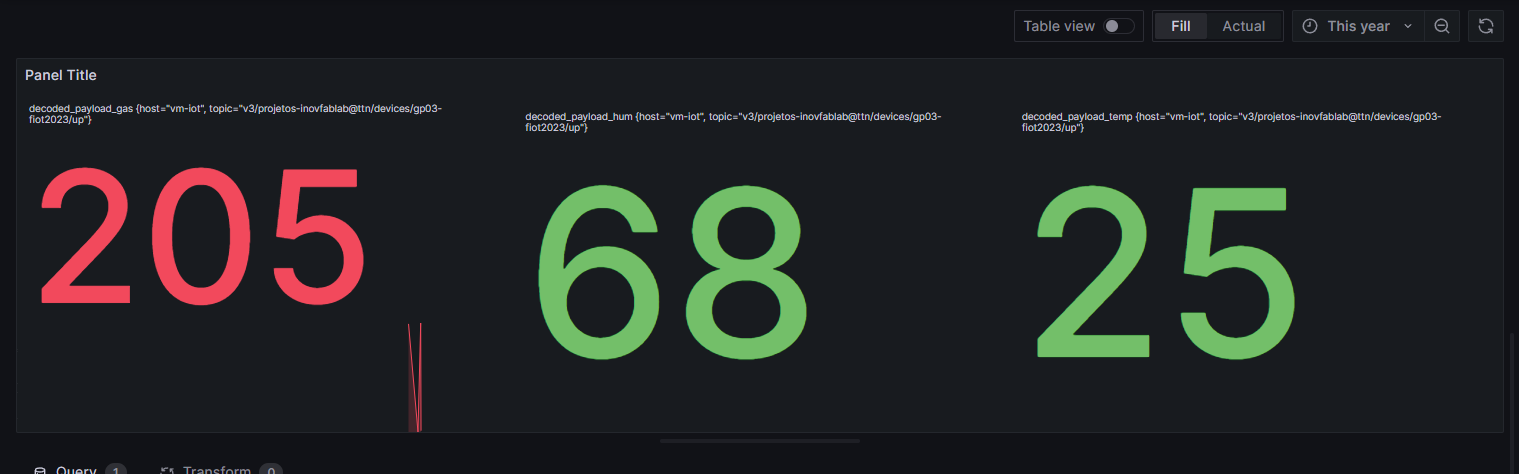 Table view Fill Actual This year
Panel Title
decoded_payload_gas {host="vm-iot", topic="v3/projetos-inovfablab@ttn/devices/gp03-
fiot2023/up"}
205
decoded_payload_hum {host="vm-iot", topic="v3/projetos-inovfablab@ttn/devices/gp03-
fiot2023/up"}
68
decoded_payload_temp {host="vm-iot", topic="v3/projetos-inovfablab@ttn/devices/gp03-
fiot2023/up"}
25
Query 1 Transform 0